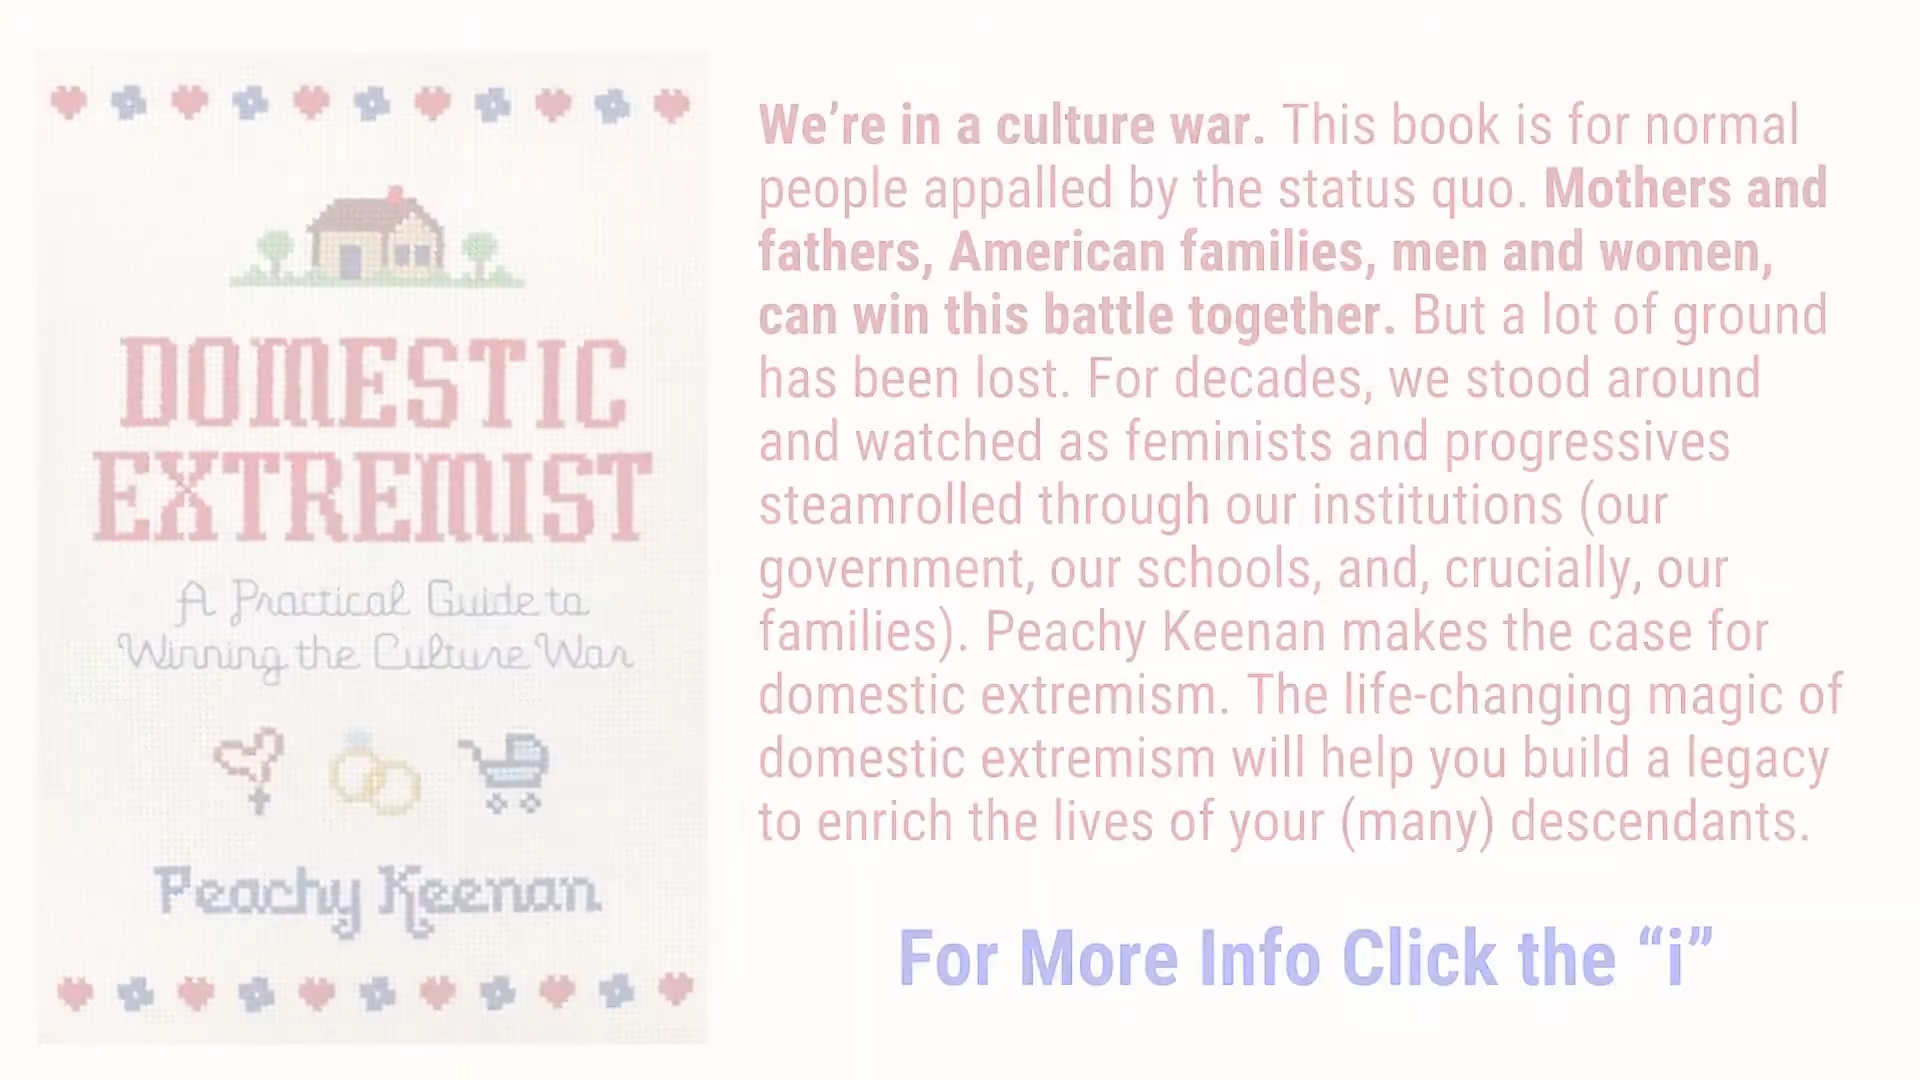 DOMESTIC
EXTREMIST
A Practical Guide to
Winning the Culture War
Peachy Keenan
We’re in a culture war. This book is for normal
people appalled by the status quo. Mothers and
fathers, American families, men and women,
can win this battle together. But a lot of ground
has been lost. For decades, we stood around
and watched as feminists and progressives
steamrolled through our institutions (our
government, our schools, and, crucially, our
families). Peachy Keenan makes the case for
domestic extremism. The life-changing magic of
domestic extremism will help you build a legacy
to enrich the lives of your (many) descendants.
For More Info Click the “i”